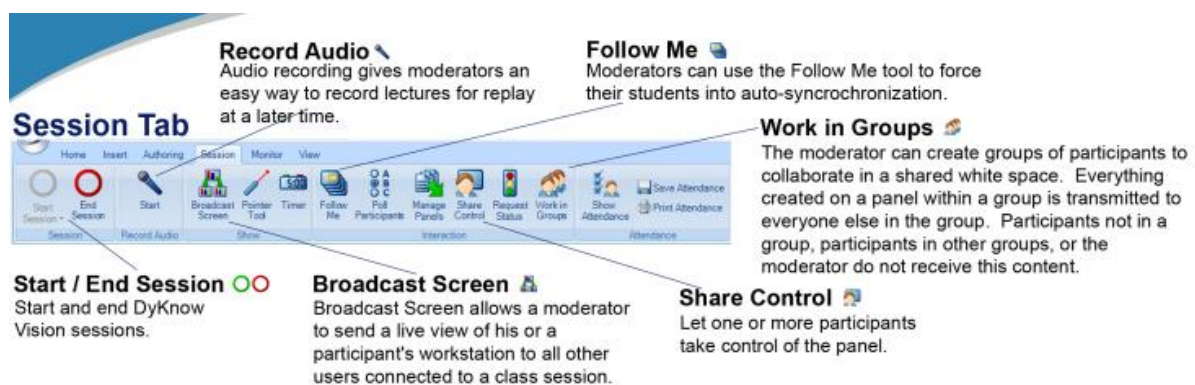 Record Audio
Audio recording gives moderators an
easy way to record lectures for replay
at a later time.
Follow Me
Moderators can use the Follow Me tool to force
their students into auto-syncrochronization.
Session Tab
Work in Groups
The moderator can create groups of participants to
collaborate in a shared white space. Everything
created on a panel within a group is transmitted to
everyone else in the group. Participants not in a
group, participants in other groups, or the
moderator do not receive this content.
Home Insert Authoring Session Monitor View
Start Session
End Session
Start
Broadcast Screen
Pointer Tool
Timer
Follow Me
Poll Participants
Manage Panels
Share Control
Request Status
Work in Groups
Show Attendance
Save Attendance
Print Attendance
Session Record Audio Show Interaction Attendance
Start / End Session
Start and end DyKnow
Vision sessions.
Broadcast Screen
Broadcast Screen allows a moderator
to send a live view of his or a
participant's workstation to all other
users connected to a class session.
Share Control
Let one or more participants
take control of the panel.